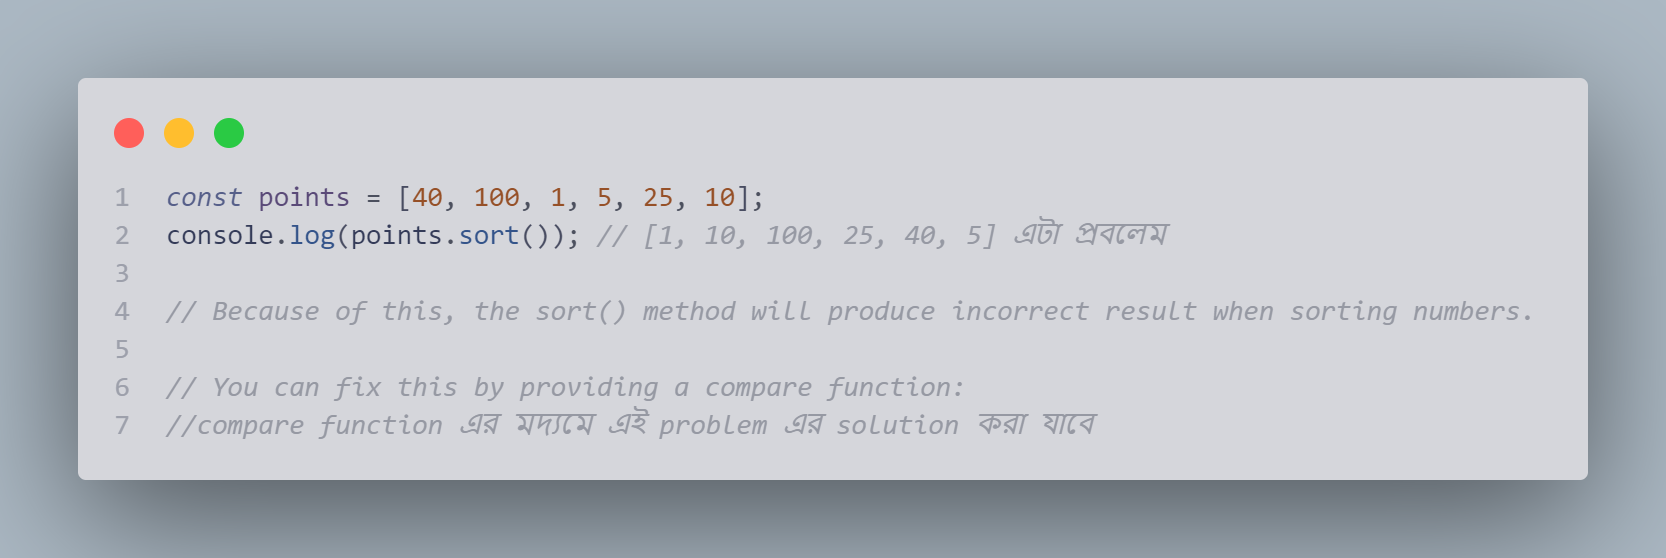 1 const points = [40, 100, 1, 5, 25, 10];
2 console.log(points.sort()); // [1, 10, 100, 25, 40, 5] এটা প্রবলেম
3
4 // Because of this, the sort() method will produce incorrect result when sorting numbers.
5
6 // You can fix this by providing a compare function:
7 //compare function এর মদ্যমে এই problem এর solution করা যাবে